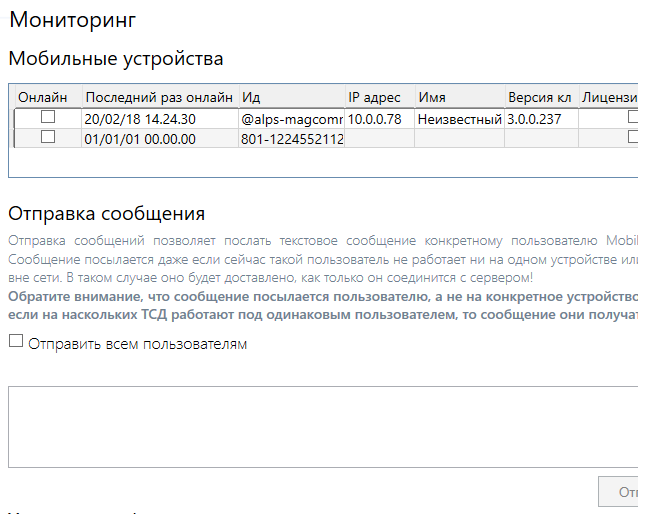 Мониторинг
Мобильные устройства
Онлайн Последний раз онлайн Ид IP адрес Имя Версия кл Лицензи
20/02/18 14.24.30 @alps-magcomm 10.0.0.78 Неизвестный 3.0.0.237
01/01/01 00.00.00 801-1224552112
Отправка сообщения
Отправка сообщений позволяет послать текстовое сообщение конкретному пользователю Mobil
Сообщение посылается даже если сейчас такой пользователь не работает ни на одном устройстве или
вне сети. В таком случае оно будет доставлено, как только он соединится с сервером!
Обратите внимание, что сообщение посылается пользователю, а не на конкретное устройство
если на наскольких ТСД работают под одинаковым пользователем, то сообщение они получат
Отправить всем пользователям